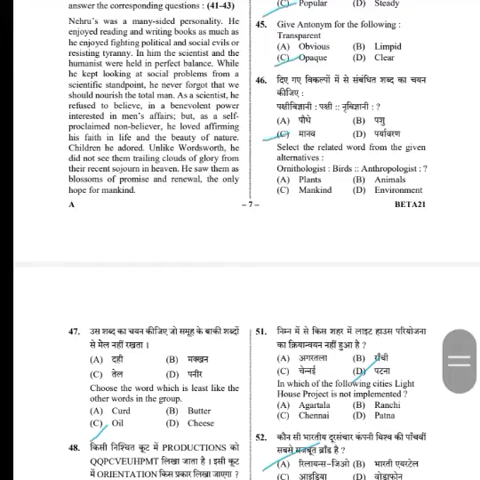 answer the corresponding questions : (41-43)
Nehru's was a many-sided personality. He
enjoyed reading and writing books as much as
he enjoyed fighting political and social evils or
resisting tyranny. In him the scientist and the
humanist were held in perfect balance. While
he kept looking at social problems from a
scientific standpoint, he never forgot that we
should nourish the total man. As a scientist, he
refused to believe, in a benevolent power
interested in men's affairs; but, as a self-
proclaimed non-believer, he loved affirming
his faith in life and the beauty of nature.
Children he adored. Unlike Wordsworth, he
did not see them trailing clouds of glory from
their recent sojourn in heaven. He saw them as
blossoms of promise and renewal, the only
hope for mankind.
(C) Popular (D) Steady
45. Give Antonym for the following :
Transparent
(A) Obvious (B) Limpid
(C) Opaque (D) Clear
46. दिए गए विकल्पों में से संबंधित शब्द का चयन
कीजिए :
पक्षीविज्ञानी : पक्षी :: नृविज्ञानी : ?
(A) पौधे (B) पशु
(C) मानव (D) पर्यावरण
Select the related word from the given
alternatives :
Ornithologist : Birds :: Anthropologist : ?
(A) Plants (B) Animals
(C) Mankind (D) Environment
A - 7 - BETA21
47. उस शब्द का चयन कीजिए जो समूह के बाकी शब्दों
से मेल नहीं रखता ।
(A) दही (B) मक्खन
(C) तेल (D) पनीर
Choose the word which is least like the
other words in the group.
(A) Curd (B) Butter
(C) Oil (D) Cheese
48. किसी निश्चित कूट में PRODUCTIONS को
QQPCVEUHPMT लिखा जाता है । इसी कूट
में ORIENTATION किस प्रकार लिखा जाएगा ?
51. निम्न में से किस शहर में लाइट हाउस परियोजना
का क्रियान्वयन नहीं हुआ है ?
(A) अगरतला (B) राँची
(C) चेन्नई (D) पटना
In which of the following cities Light
House Project is not implemented ?
(A) Agartala (B) Ranchi
(C) Chennai (D) Patna
52. कौन सी भारतीय दूरसंचार कंपनी विश्व की पाँचवीं
सबसे मजबूत ब्रांड है ?
(A) रिलायन्स-जिओ (B) भारती एयरटेल
(C) आइडिया (D) वोडाफोन